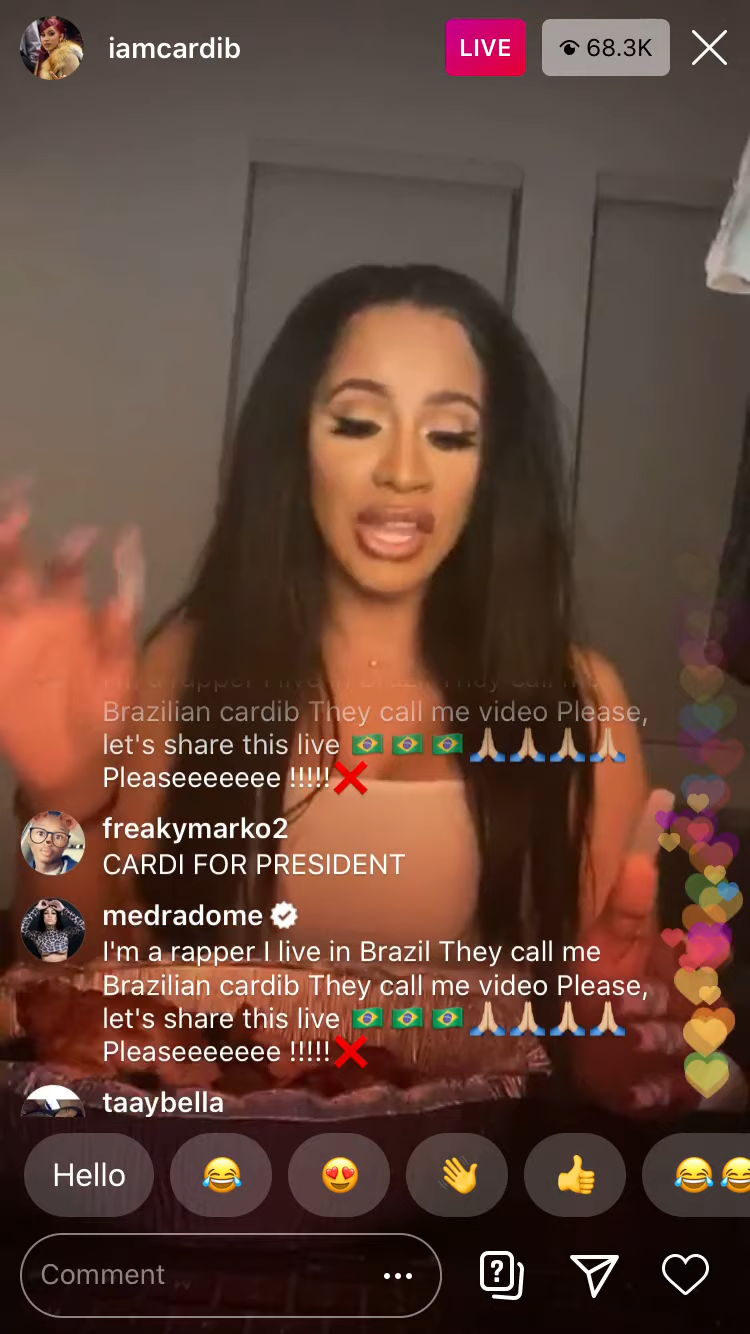 iamcardib
LIVE
68.3K
Brazilian cardib They call me video Please,
let's share this live 🇧🇷 🇧🇷 🇧🇷 🙏🏼 🙏🏼 🙏🏼 🙏🏼
Pleaseeeeeee !!!!!❌
freakymarko2
CARDI FOR PRESIDENT
medradome
I'm a rapper I live in Brazil They call me
Brazilian cardib They call me video Please,
let's share this live 🇧🇷 🇧🇷 🇧🇷 🙏🏼 🙏🏼 🙏🏼 🙏🏼
Pleaseeeeeee !!!!!❌
taaybella
Hello 😂 😍 👋 👍 😂 😂
Comment ...